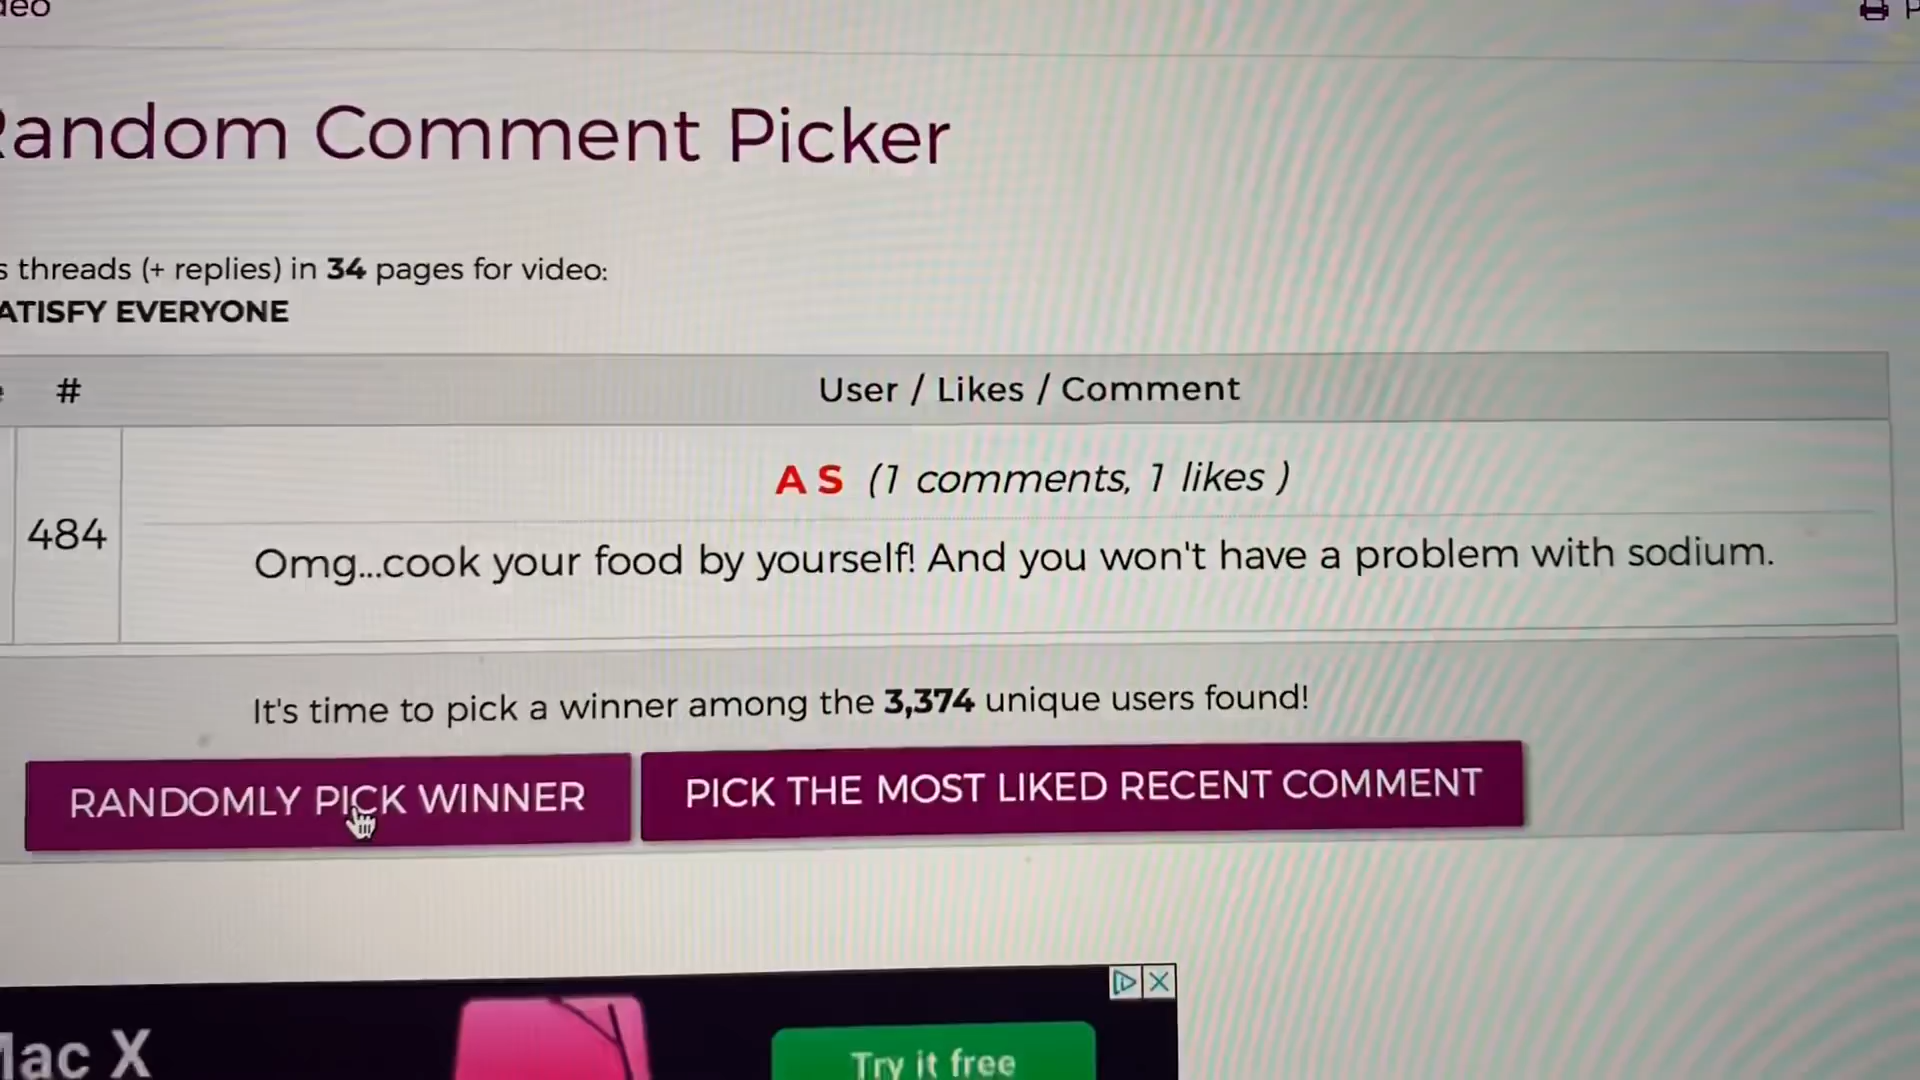 Random Comment Picker
threads (+ replies) in 34 pages for video:
ATISFY EVERYONE
# User / Likes / Comment
A S (1 comments, 1 likes )
484
Omg...cook your food by yourself! And you won't have a problem with sodium.
It's time to pick a winner among the 3,374 unique users found!
RANDOMLY PICK WINNER
PICK THE MOST LIKED RECENT COMMENT
Mac X
Try it free